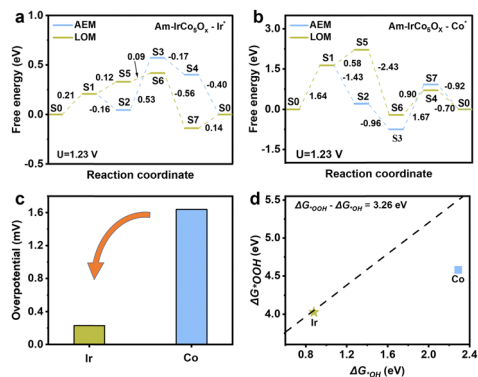 a
AEM
LOM
Am-IrCo₆Oₓ - Ir*
Free energy (eV)
1.0
0.5
0.0
-0.5
S0
0.21
S1
-0.16
0.12
S2
S5
0.09
0.53
S3
S6
-0.17
-0.56
S4
S7
-0.40
0.14
S0
U=1.23 V
Reaction coordinate
b
AEM
LOM
Am-IrCo₆Oₓ - Co*
Free energy (eV)
3.0
1.5
0.0
-1.5
S0
1.64
S1
0.58
-1.43
S5
S2
-2.43
-0.96
S6
S3
0.90
1.67
S7
S4
-0.92
-0.70
S0
U=1.23 V
Reaction coordinate
c
Overpotential (mV)
1.6
1.2
0.8
0.4
0.0
Ir
Co
d
ΔG*OOH - ΔG*OH = 3.26 eV
ΔG*OOH (eV)
5.5
5.0
4.5
4.0
Ir
Co
0.8
1.2
1.6
2.0
2.4
ΔG*OH (eV)